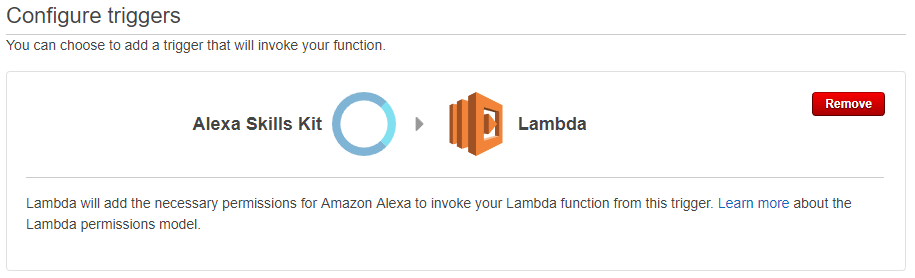 Configure triggers
You can choose to add a trigger that will invoke your function.
Alexa Skills Kit Lambda Remove
Lambda will add the necessary permissions for Amazon Alexa to invoke your Lambda function from this trigger. Learn more about the
Lambda permissions model.